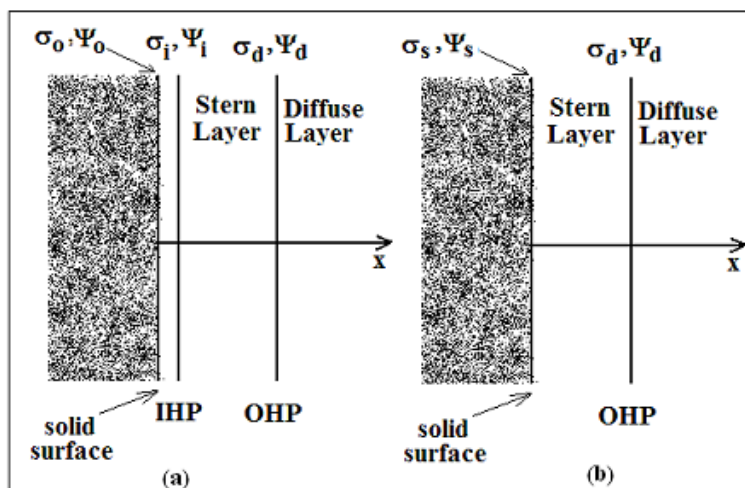 σo,Ψo σi,Ψi σd,Ψd
Stern Layer
Diffuse Layer
x
IHP OHP
solid surface
(a)
σs,Ψs σd,Ψd
Stern Layer
Diffuse Layer
x
OHP
solid surface
(b)